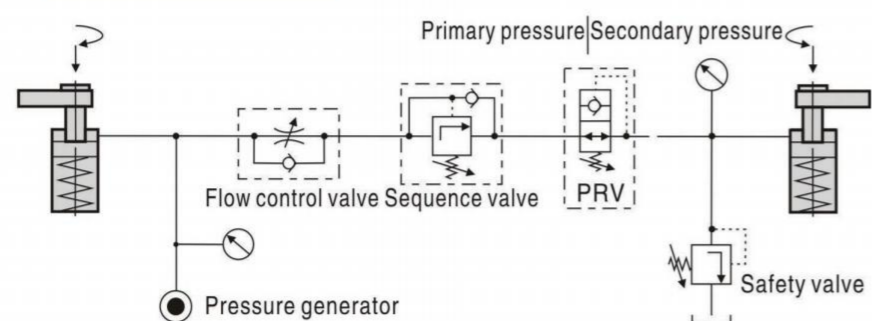 Primary pressure Secondary pressure
Flow control valve Sequence valve
PRV
Safety valve
Pressure generator